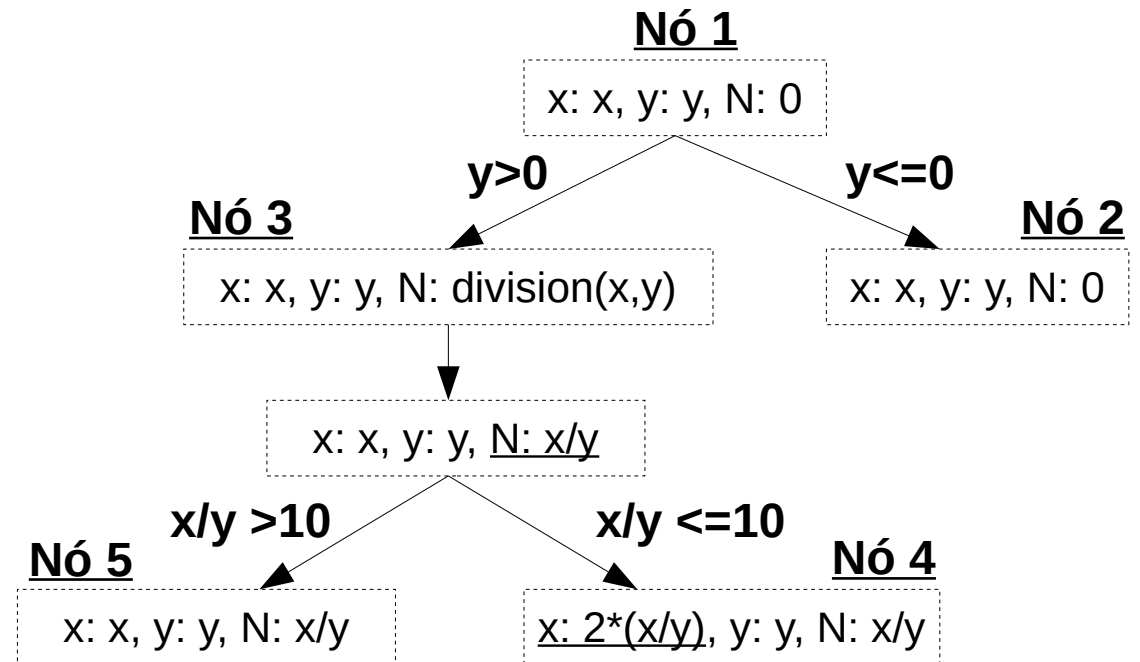 Nó 1
x: x, y: y, N: 0
y>0
y<=0
Nó 3
Nó 2
x: x, y: y, N: division(x,y)
x: x, y: y, N: 0
x: x, y: y, N: x/y
x/y >10
x/y <=10
Nó 5
Nó 4
x: x, y: y, N: x/y
x: 2*(x/y), y: y, N: x/y